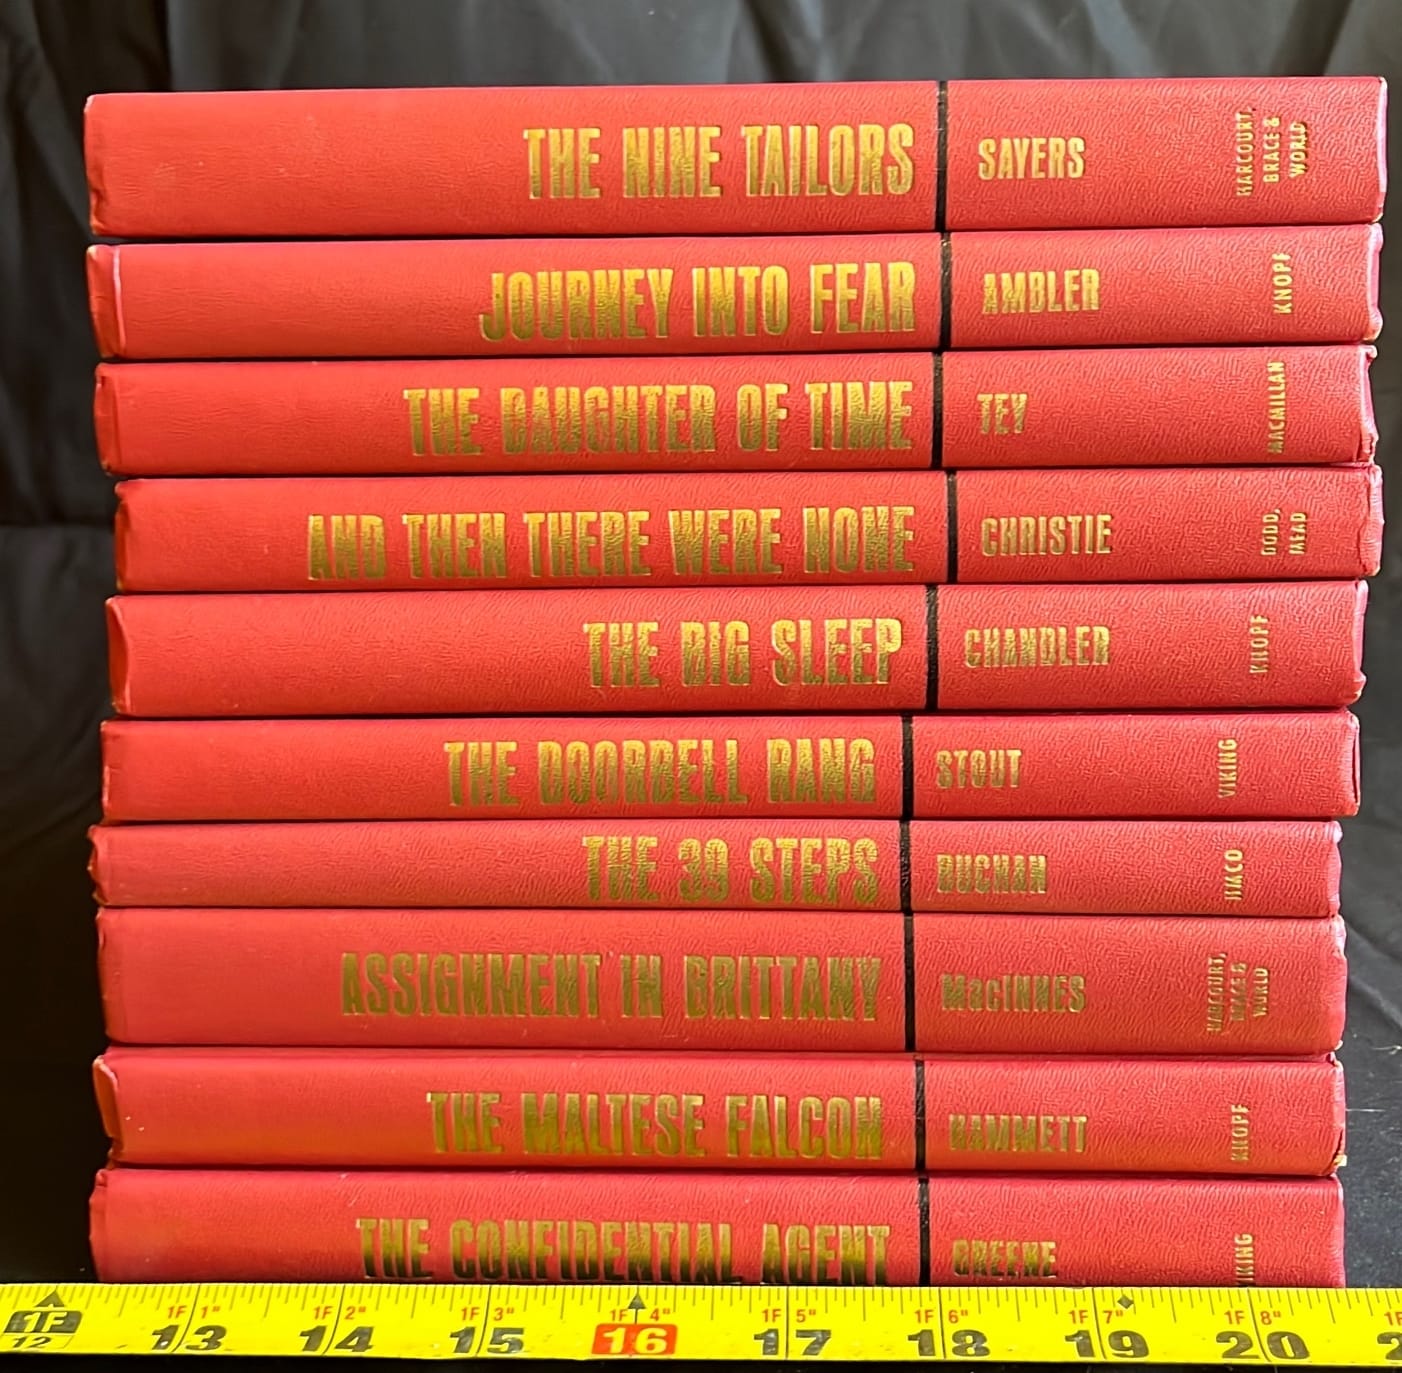 THE NINE TAILORS SAYERS HARCOURT, BRACE & WORLD
JOURNEY INTO FEAR AMBLER KNOPF
THE DAUGHTER OF TIME TEY MACMILLAN
AND THEN THERE WERE NONE CHRISTIE DODD, MEAD
THE BIG SLEEP CHANDLER KNOPF
THE DOORBELL RANG STOUT VIKING
THE 39 STEPS BUCHAN JIMCO
ASSIGNMENT IN BRITTANY MacINNES HARCOURT, BRACE & WORLD
THE MALTESE FALCON HAMMETT KNOPF
THE CONFIDENTIAL AGENT GREENE VIKING
1F 1F 1" 1F 2" 1F 3" 1F 4" 1F 5" 1F 6" 1F 7" 1F 8" 1F
12 13 14 15 16 17 18 19 20 2